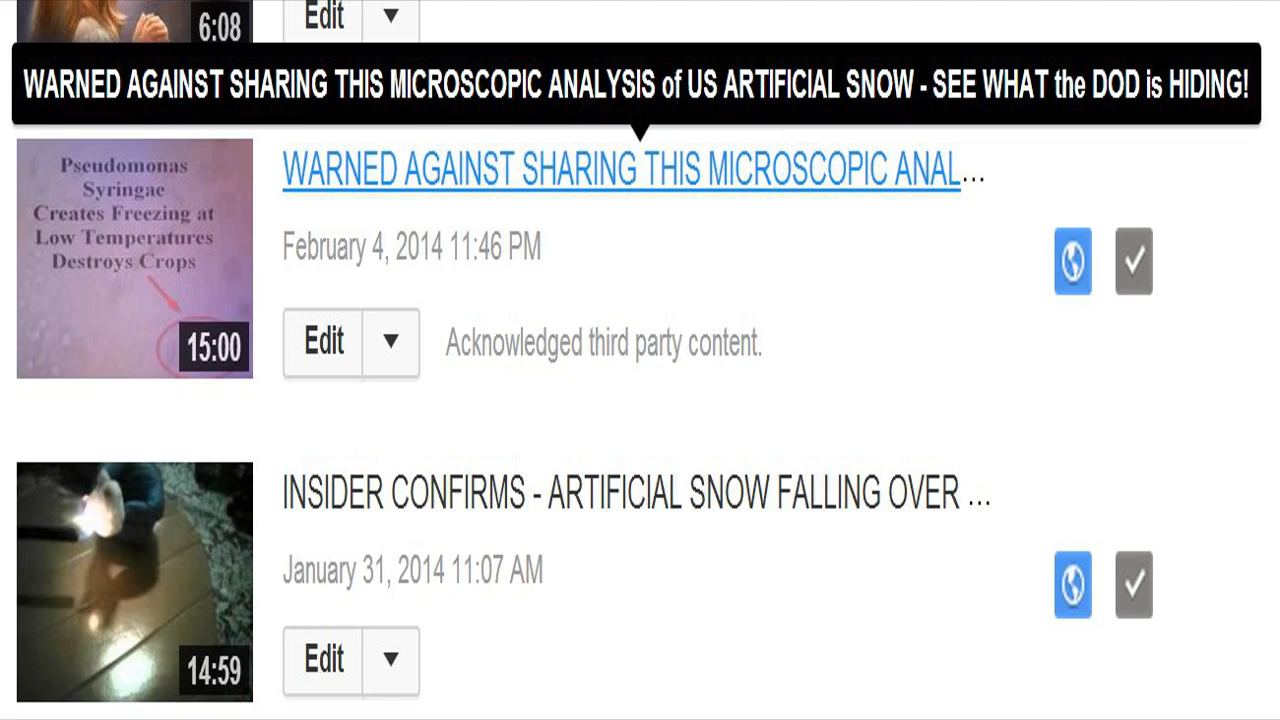 6:08
Edit
WARNED AGAINST SHARING THIS MICROSCOPIC ANALYSIS of US ARTIFICIAL SNOW - SEE WHAT the DOD is HIDING!
Pseudomonas
Syringae
Creates Freezing at
Low Temperatures
Destroys Crops
15:00
WARNED AGAINST SHARING THIS MICROSCOPIC ANAL...
February 4, 2014 11:46 PM
Edit
Acknowledged third party content.
14:59
INSIDER CONFIRMS - ARTIFICIAL SNOW FALLING OVER ...
January 31, 2014 11:07 AM
Edit